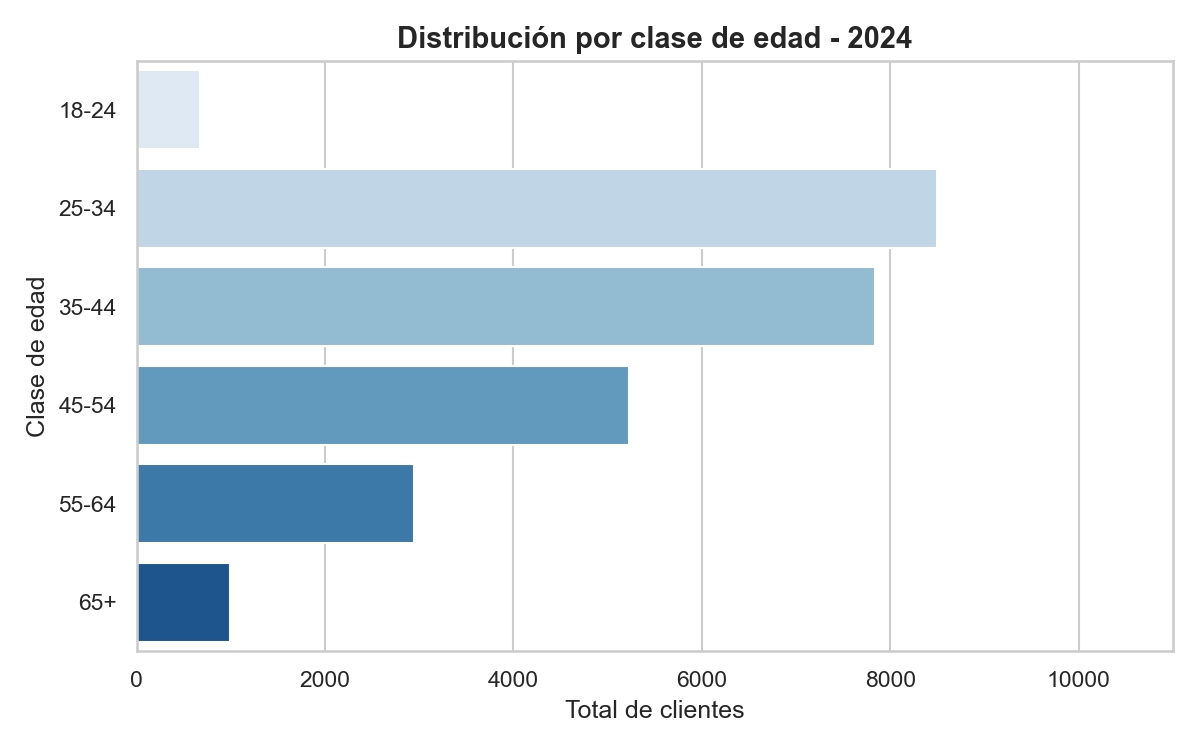 Distribución por clase de edad - 2024
Clase de edad
18-24
25-34
35-44
45-54
55-64
65+
0 2000 4000 6000 8000 10000
Total de clientes